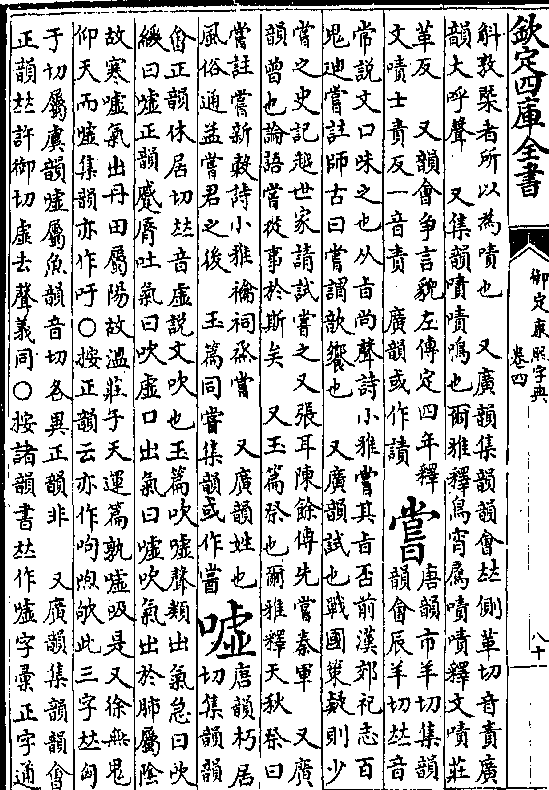 欽定四庫全書
御定康熙字典
卷四
八十
斛敦槩者所以為嘖也　又廣韻集韻韻會𠀤側革切音責廣
韻大呼聲　又集韻嘖嘖鳴也爾雅釋鳥宵鳸嘖嘖釋文嘖莊
革反　又韻會爭言貌左傳定四年釋
文嘖士責反一音責　廣韻或作讀
嘗
唐韻市羊切集韻
韻會辰羊切𠀤音
常說文口味之也从旨尚聲詩小雅嘗其旨否前漢郊祀志百
鬼迪嘗註師古曰嘗謂歆饗也　又廣韻試也戰國策疑則少
嘗之史記越世家請試嘗之又張耳陳餘傳先嘗秦軍　又廣
韻曾也論語嘗從事於斯矣　又玉篇祭也爾雅釋天秋祭曰
嘗註嘗新穀詩小雅禴祠烝嘗　又廣韻姓也
風俗通孟嘗君之後　玉篇同甞集韻或作甞
噓
唐韻朽居
切集韻韻
會正韻休居切𠀤音虛說文吹也玉篇吹噓聲類出氣急曰吹
緩曰噓正韻蹙脣吐氣曰吹虛口出氣曰噓吹氣出於肺屬陰
故寒噓氣出丹田屬陽故溫莊子天運篇孰噓吸是又徐無鬼
仰天而噓集韻亦作吁○按正韻云亦作呴喣欨此三字𠀤匈
于切屬虞韻噓屬魚韻音切各異正韻非　又廣韻集韻韻會
正韻𠀤許御切虛去聲義同○按諸韻書𠀤作噓字彙正字通